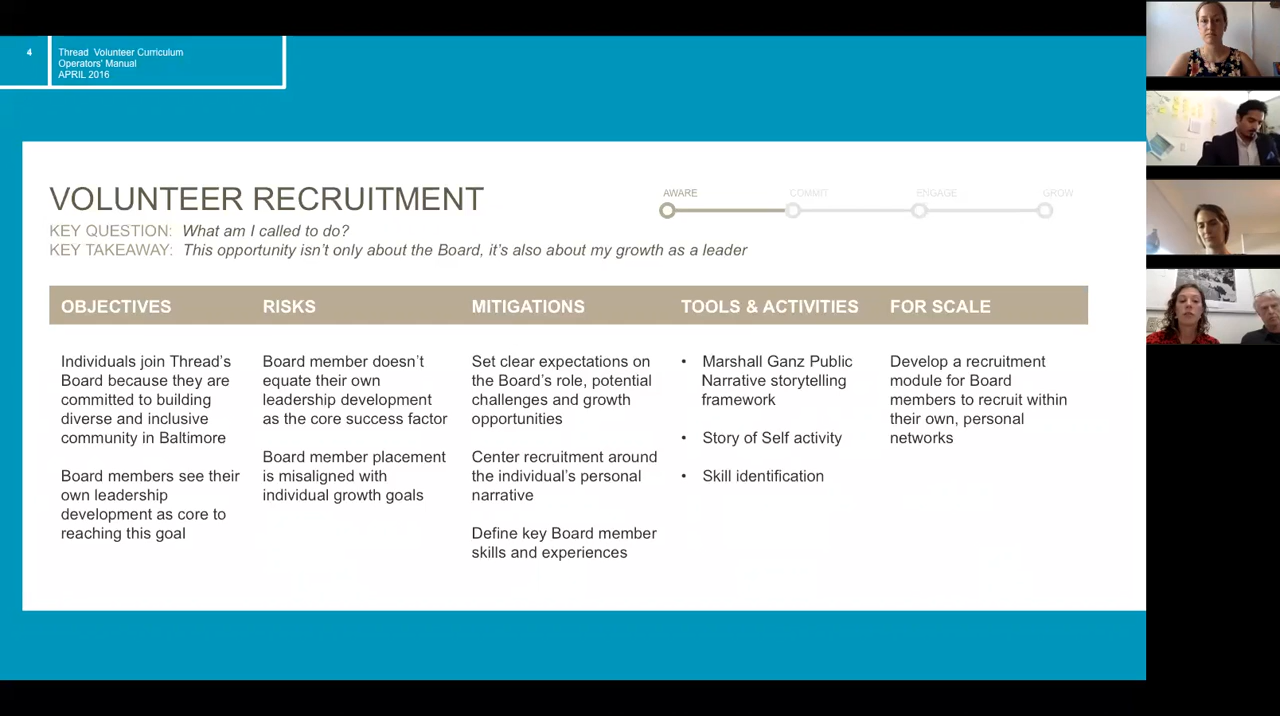 4
Thread Volunteer Curriculum
Operators' Manual
APRIL 2016
VOLUNTEER RECRUITMENT
AWARE
COMMIT
ENGAGE
GROW
KEY QUESTION: What am I called to do?
KEY TAKEAWAY: This opportunity isn't only about the Board, it's also about my growth as a leader
OBJECTIVES
Individuals join Thread's
Board because they are
committed to building
diverse and inclusive
community in Baltimore
Board members see their
own leadership
development as core to
reaching this goal
RISKS
Board member doesn't
equate their own
leadership development
as the core success factor
Board member placement
is misaligned with
individual growth goals
MITIGATIONS
Set clear expectations on
the Board's role, potential
challenges and growth
opportunities
Center recruitment around
the individual's personal
narrative
Define key Board member
skills and experiences
TOOLS & ACTIVITIES
• Marshall Ganz Public
Narrative storytelling
framework
• Story of Self activity
• Skill identification
FOR SCALE
Develop a recruitment
module for Board
members to recruit within
their own, personal
networks